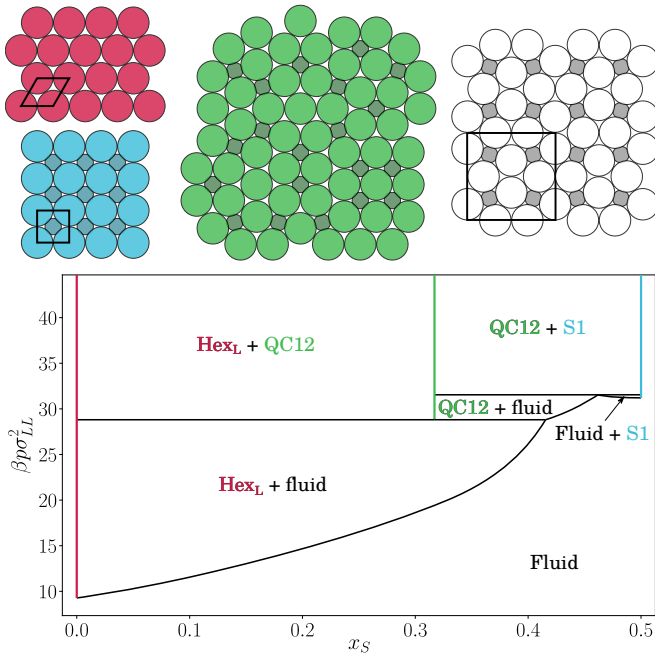 40
35
30
25
20
15
10
βpσ²_LL
Hex_L + QC12
QC12 + S1
QC12 + fluid
Fluid + S1
Hex_L + fluid
Fluid
0.0 0.1 0.2 0.3 0.4 0.5
x_S